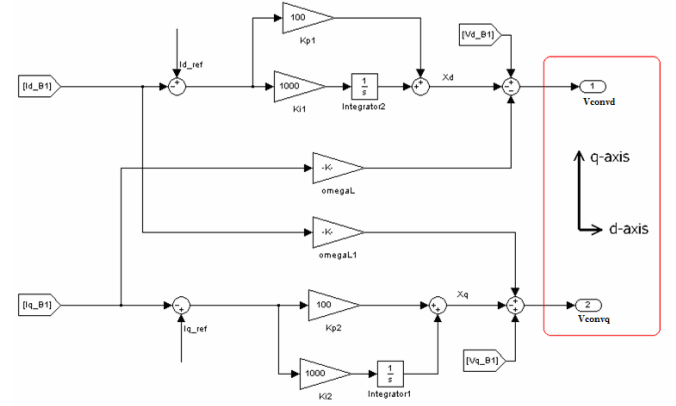 100
Kp1
[Vd_B1]
Id_ref
[Id_B1]
1000
Ki1
1
s
Integrator2
Xd
1
Vconvd
-K-
omegaL
q-axis
d-axis
-K-
omegaL1
[Iq_B1]
Iq_ref
100
Kp2
Xq
2
Vconvq
[Vq_B1]
1000
Ki2
1
s
Integrator1